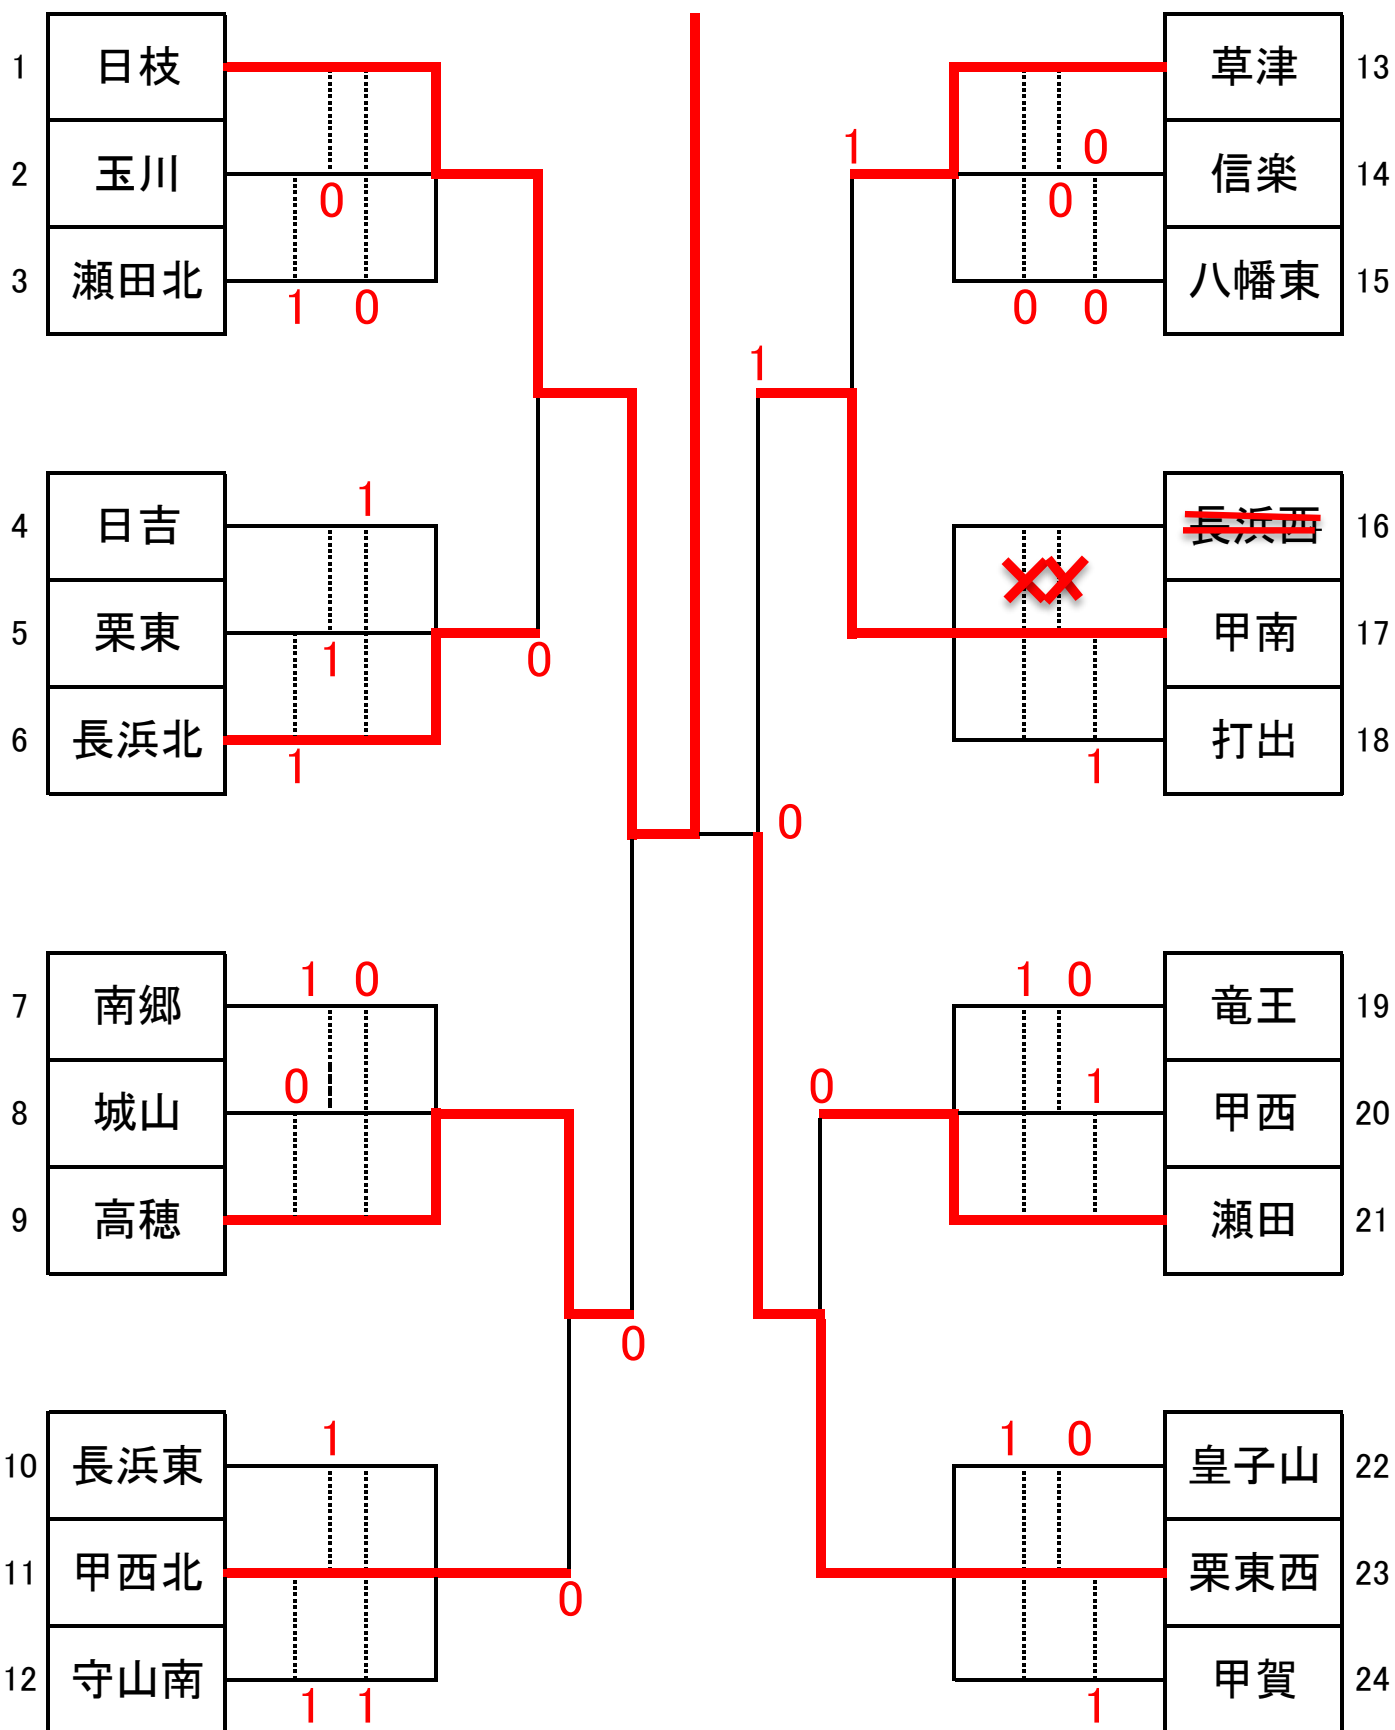 1 日枝
2 玉川
0
3 瀬田北
1 0
1
4 日吉
5 栗東
1
0
6 長浜北
1
1 0
7 南郷
0
8 城山
9 高穂
0
1
10 長浜東
11 甲西北
0
12 守山南
1 1
草津 13
1
0
信楽 14
0
八幡東 15
0 0
1
長浜西 16
甲南 17
打出 18
1
0
1 0
竜王 19
0
1
甲西 20
瀬田 21
1 0
皇子山 22
栗東西 23
甲賀 24
1